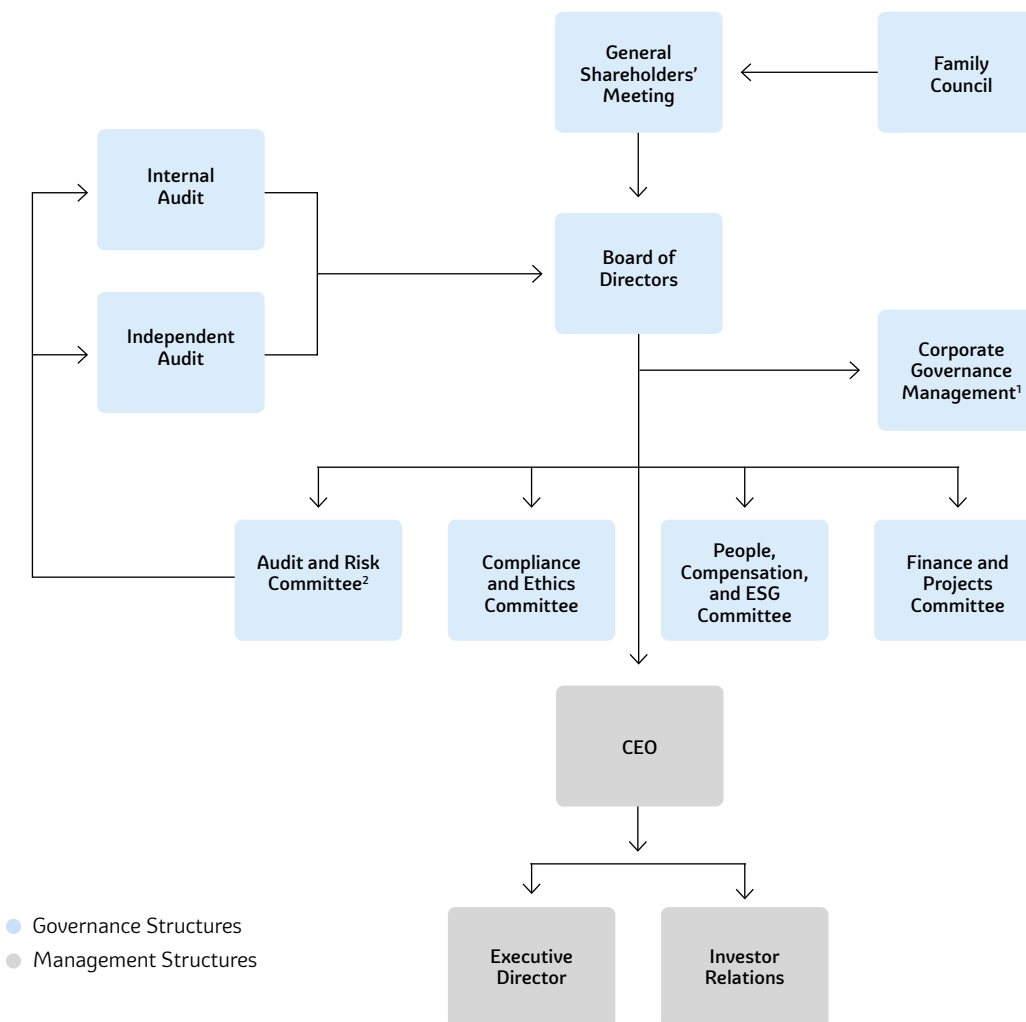 General
Shareholders'
Meeting
Family
Council
Internal
Audit
Board of
Directors
Independent
Audit
Corporate
Governance
Management¹
Audit and Risk
Committee²
Compliance
and Ethics
Committee
People,
Compensation,
and ESG
Committee
Finance and
Projects
Committee
CEO
Governance Structures
Management Structures
Executive
Director
Investor
Relations